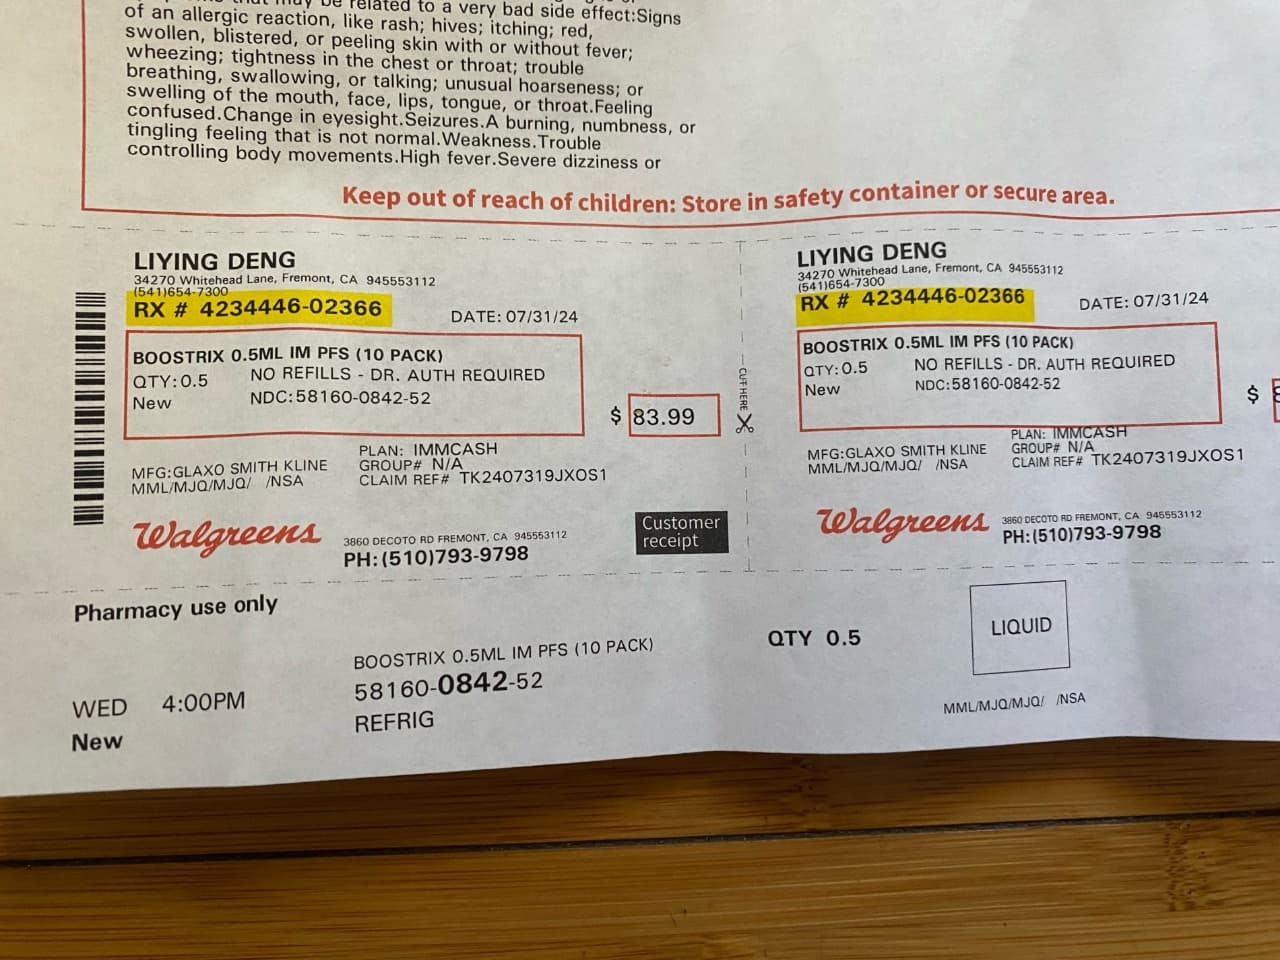 may be related to a very bad side effect:Signs
of an allergic reaction, like rash; hives; itching; red,
swollen, blistered, or peeling skin with or without fever;
wheezing; tightness in the chest or throat; trouble
breathing, swallowing, or talking; unusual hoarseness; or
swelling of the mouth, face, lips, tongue, or throat.Feeling
confused.Change in eyesight.Seizures.A burning, numbness, or
tingling feeling that is not normal.Weakness.Trouble
controlling body movements.High fever.Severe dizziness or
Keep out of reach of children: Store in safety container or secure area.
LIYING DENG
34270 Whitehead Lane, Fremont, CA 945553112
(541)654-7300
RX # 4234446-02366
DATE: 07/31/24
BOOSTRIX 0.5ML IM PFS (10 PACK)
QTY:0.5 NO REFILLS - DR. AUTH REQUIRED
New NDC:58160-0842-52
$ 83.99
PLAN: IMMCASH
MFG:GLAXO SMITH KLINE GROUP# N/A
MML/MJQ/MJQ/ /NSA CLAIM REF# TK2407319JXOS1
Walgreens
3860 DECOTO RD FREMONT, CA 945553112
PH:(510)793-9798
Customer
receipt
CUT HERE
LIYING DENG
34270 Whitehead Lane, Fremont, CA 945553112
(541)654-7300
RX # 4234446-02366
DATE: 07/31/24
BOOSTRIX 0.5ML IM PFS (10 PACK)
QTY:0.5 NO REFILLS - DR. AUTH REQUIRED
New NDC:58160-0842-52
$
PLAN: IMMCASH
MFG:GLAXO SMITH KLINE GROUP# N/A
MML/MJQ/MJQ/ /NSA CLAIM REF# TK2407319JXOS1
Walgreens
3860 DECOTO RD FREMONT, CA 945553112
PH:(510)793-9798
Pharmacy use only
BOOSTRIX 0.5ML IM PFS (10 PACK)
QTY 0.5
LIQUID
WED 4:00PM
58160-0842-52
New
REFRIG
MML/MJQ/MJQ/ /NSA